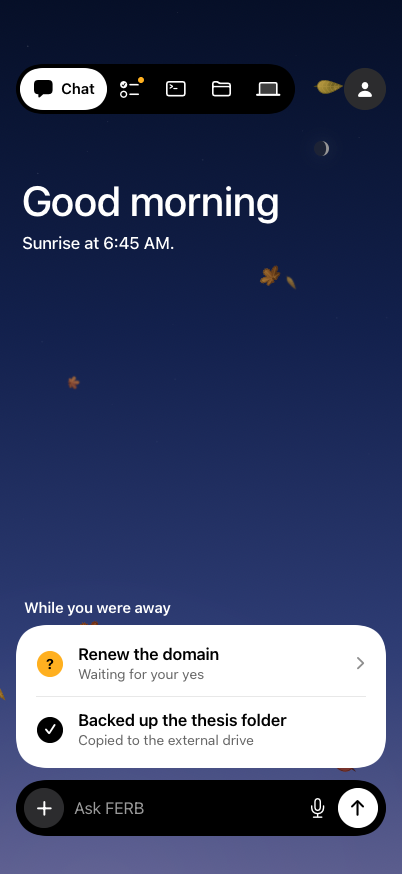 Chat
Good morning
Sunrise at 6:45 AM.
While you were away
?
Renew the domain
Waiting for your yes
Backed up the thesis folder
Copied to the external drive
Ask FERB